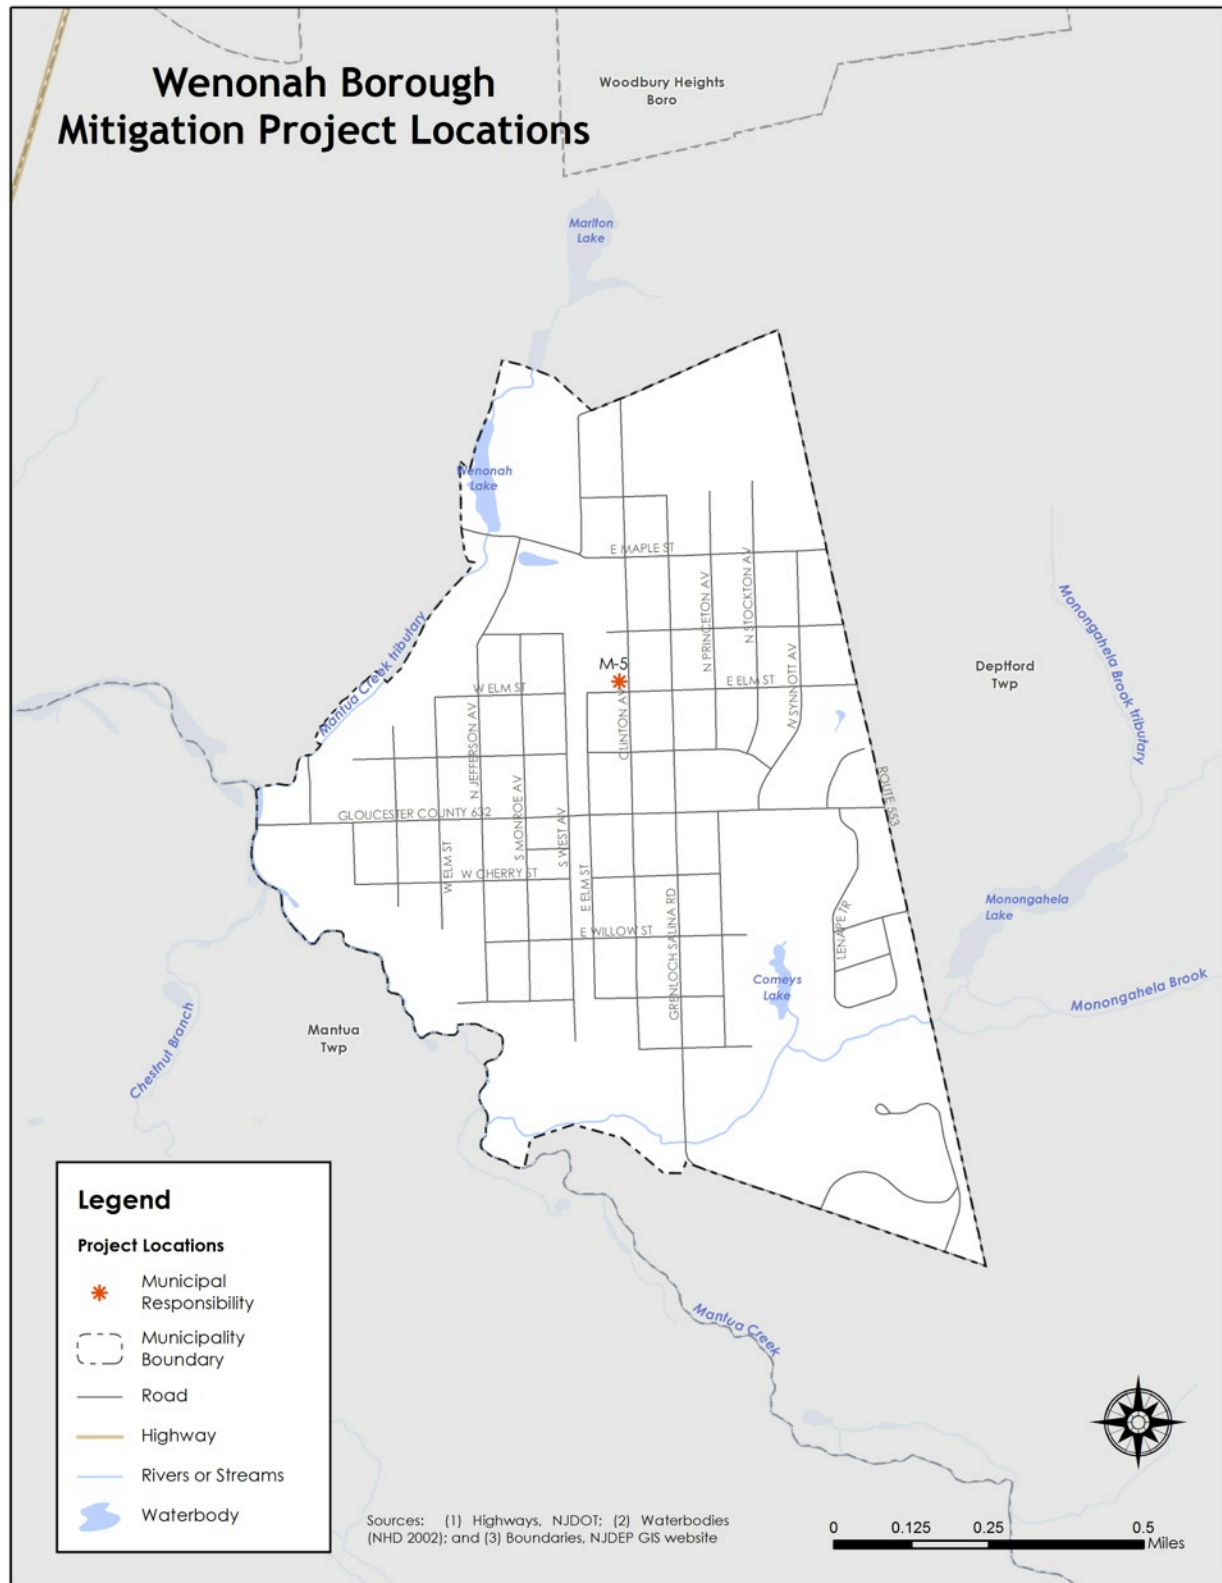 Wenonah Borough
Mitigation Project Locations
Woodbury Heights
Boro
Marlton
Lake
Wenonah
Lake
E MAPLE ST
N PRINCETON AV
N STOCKTON AV
Mantua Creek tributary
Monongahela Brook tributary
M-5
Deptford
Twp
W ELM ST
E ELM ST
N SYNNOTT AV
CLINTON AV
N JEFFERSON AV
ROUTE 553
GLOUCESTER COUNTY 632
S MONROE AV
S WEST AV
W ELM ST
W CHERRY ST
E ELM ST
Monongahela
Lake
GRENLOCH SALINA RD
LENAPE TR
E WILLOW ST
Comeys
Lake
Monongahela Brook
Mantua
Twp
Chestnut Branch
Mantua Creek
Legend
Project Locations
Municipal
Responsibility
Municipality
Boundary
Road
Highway
Rivers or Streams
Waterbody
Sources: (1) Highways, NJDOT; (2) Waterbodies
(NHD 2002); and (3) Boundaries, NJDEP GIS website
0 0.125 0.25 0.5
Miles